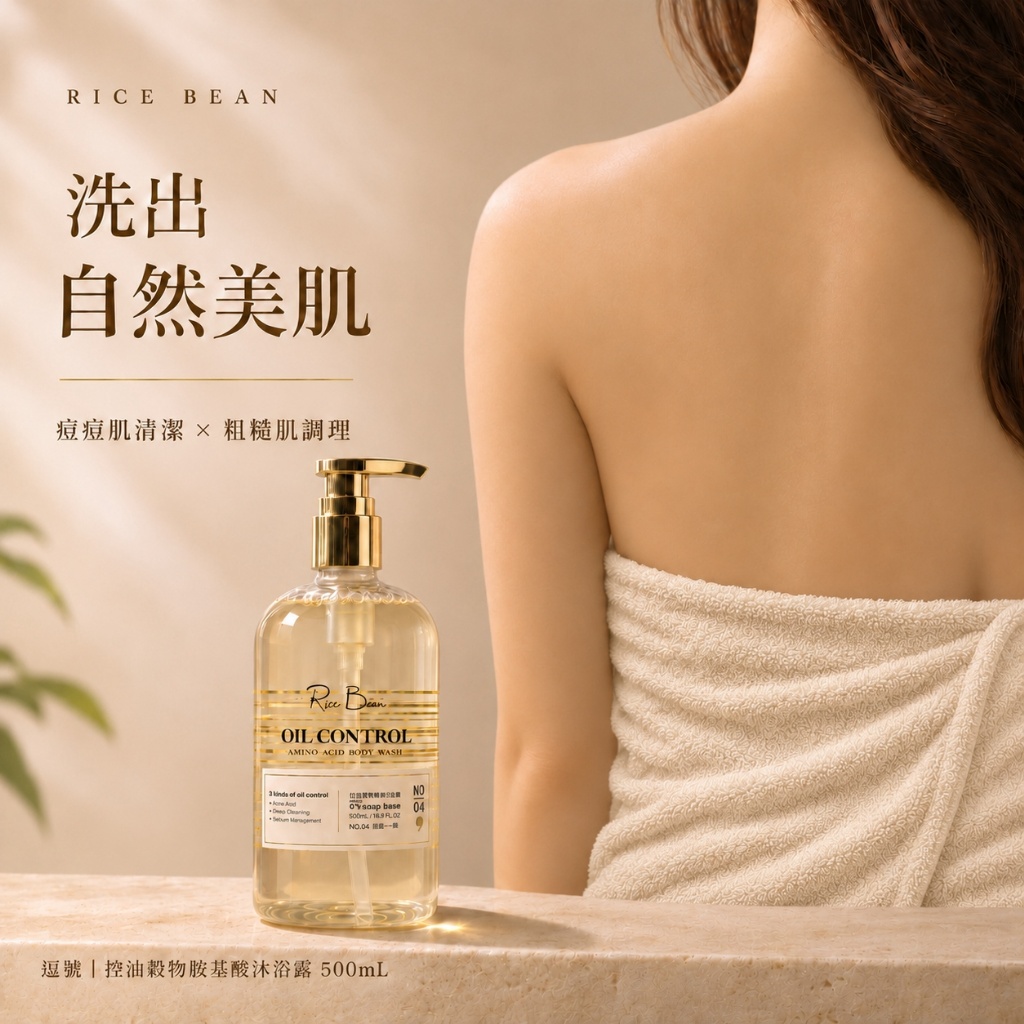 RICE BEAN
洗出
自然美肌
痘痘肌清潔 × 粗糙肌調理
Rice Bean
OIL CONTROL
AMINO ACID BODY WASH
3 kinds of oil control
• Acne Acid
• Deep Cleaning
• Sebum Management
0% soap base
500mL / 16.9 FL.OZ
NO.04
NO
04
逗號 | 控油穀物胺基酸沐浴露 500mL